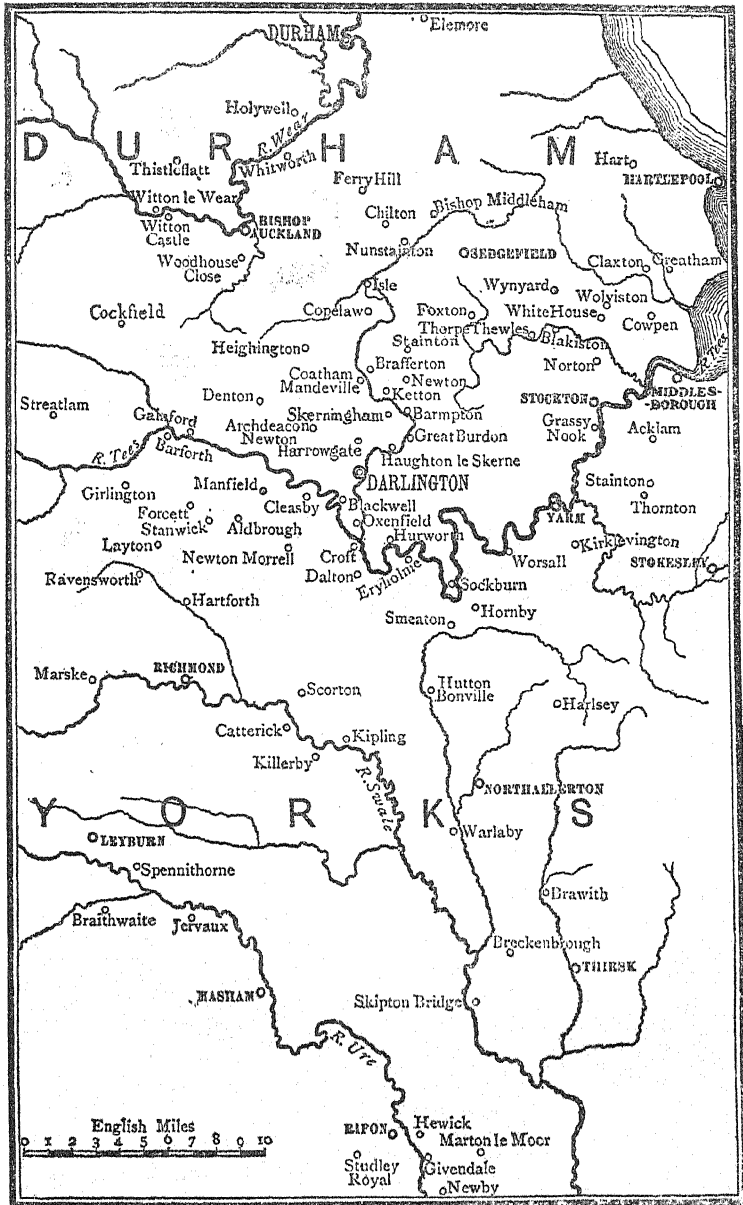 Elemore
DURHAM
Holywell
R. Wear
DURHAM
Whitworth
Thistleflatt
Hart
HARTLEPOOL
Ferry Hill
Witton le Wear
Bishop Middleham
Chilton
Witton
Castle
BISHOP
AUCKLAND
Nunstainton
SEDGEFIELD
Woodhouse
Close
Claxton
Greatham
Isle
Wynyard
Wolviston
Cockfield
Copelaw
Foxton
White House
Cowpen
Thorpe Thewles
Blakiston
Stainton
Heighington
Norton
R. Tees
Brafferton
Coatham
Mandeville
Newton
MIDDLES-
BOROUGH
Denton
Ketton
STOCKTON
Streatlam
Skerningham
Barmpton
Gainford
Archdeacon
Newton
Grassy
Nook
Acklam
Great Burdon
Barforth
Harrowgate
R. Tees
Haughton le Skerne
DARLINGTON
Girlington
Manfield
Stainton
Cleasby
Blackwell
Thornton
Forcett
YARM
Stanwick
Aldbrough
Oxenfield
Hurworth
Layton
Newton Morrell
Croft
Kirklevington
Worsall
STOKESLEY
Dalton
Eryholme
Ravensworth
Sockburn
Hartforth
Hornby
Smeaton
RICHMOND
Marske
Scorton
Hutton
Bonville
Harlsey
Catterick
Kipling
Killerby
R. Swale
NORTHALLERTON
YORKS
LEYBURN
Warlaby
Spennithorne
Brawith
Braithwaite
Jervaux
Breckenbrough
THIRSK
MASHAM
Skipton Bridge
R. Ure
English Miles
0 1 2 3 4 5 6 7 8 9 10
RIPON
Hewick
Marton le Moor
Studley
Royal
Givendale
Newby